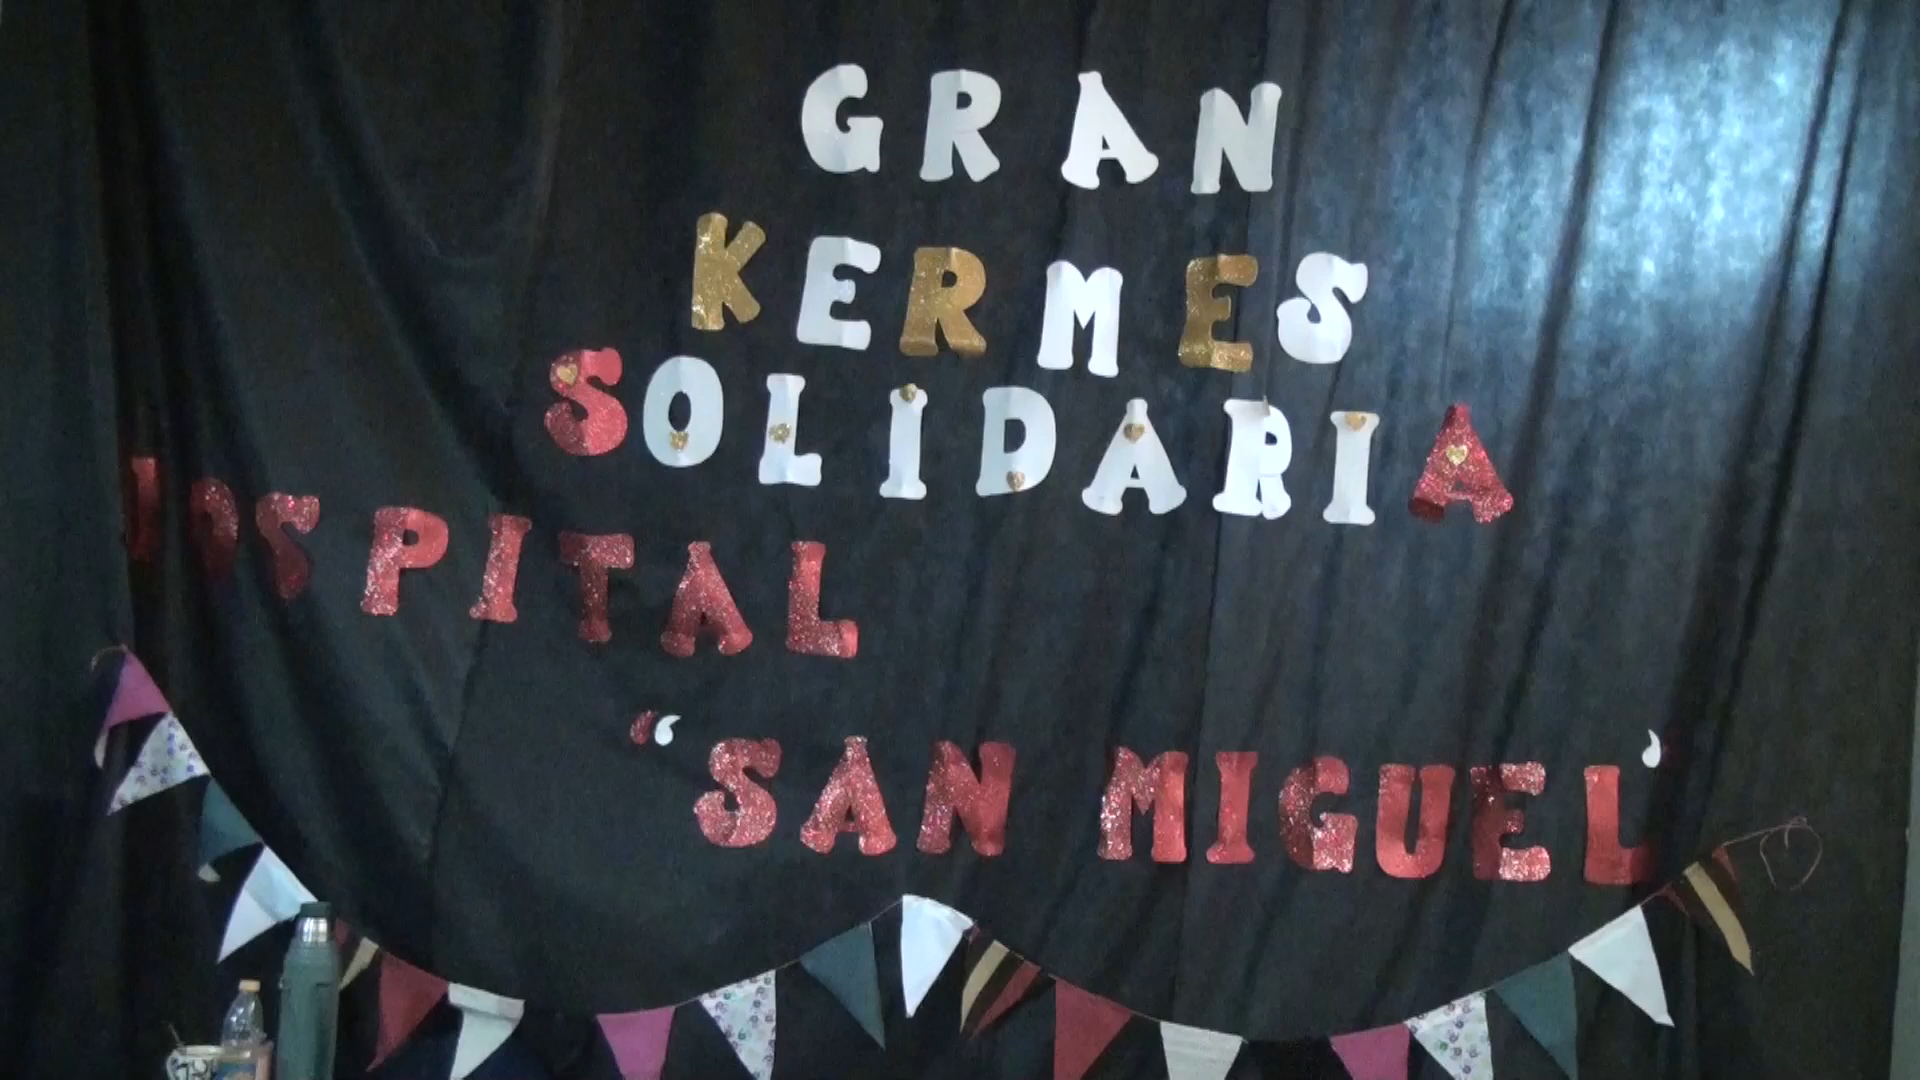 GRAN
KERMES
SOLIDARIA
HOSPITAL
“SAN MIGUEL”